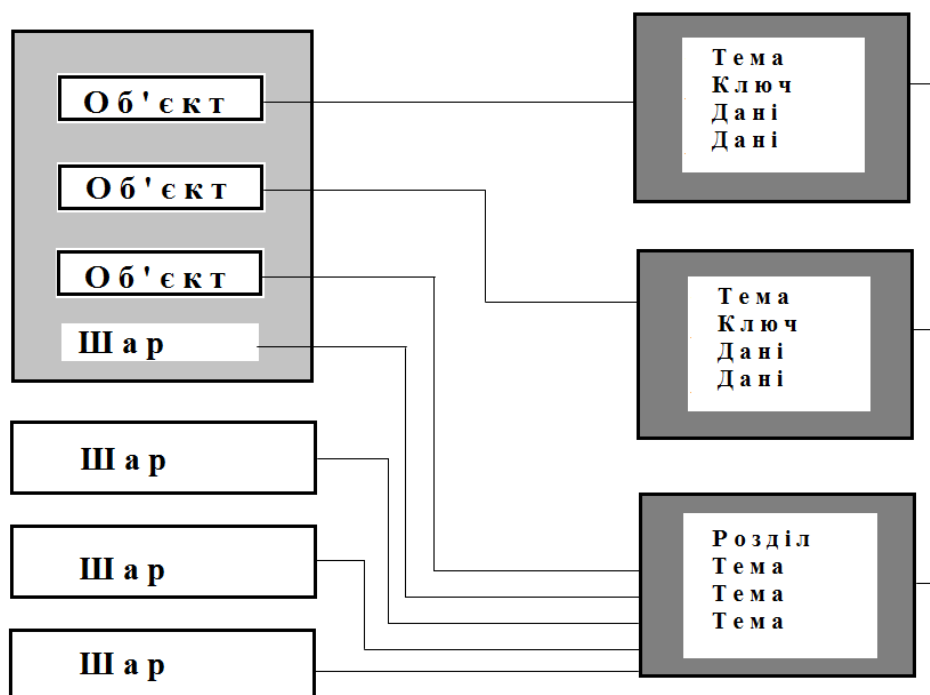 Об'єкт
Об'єкт
Об'єкт
Шар
Шар
Шар
Шар
Тема
Ключ
Дані
Дані
Тема
Ключ
Дані
Дані
Розділ
Тема
Тема
Тема